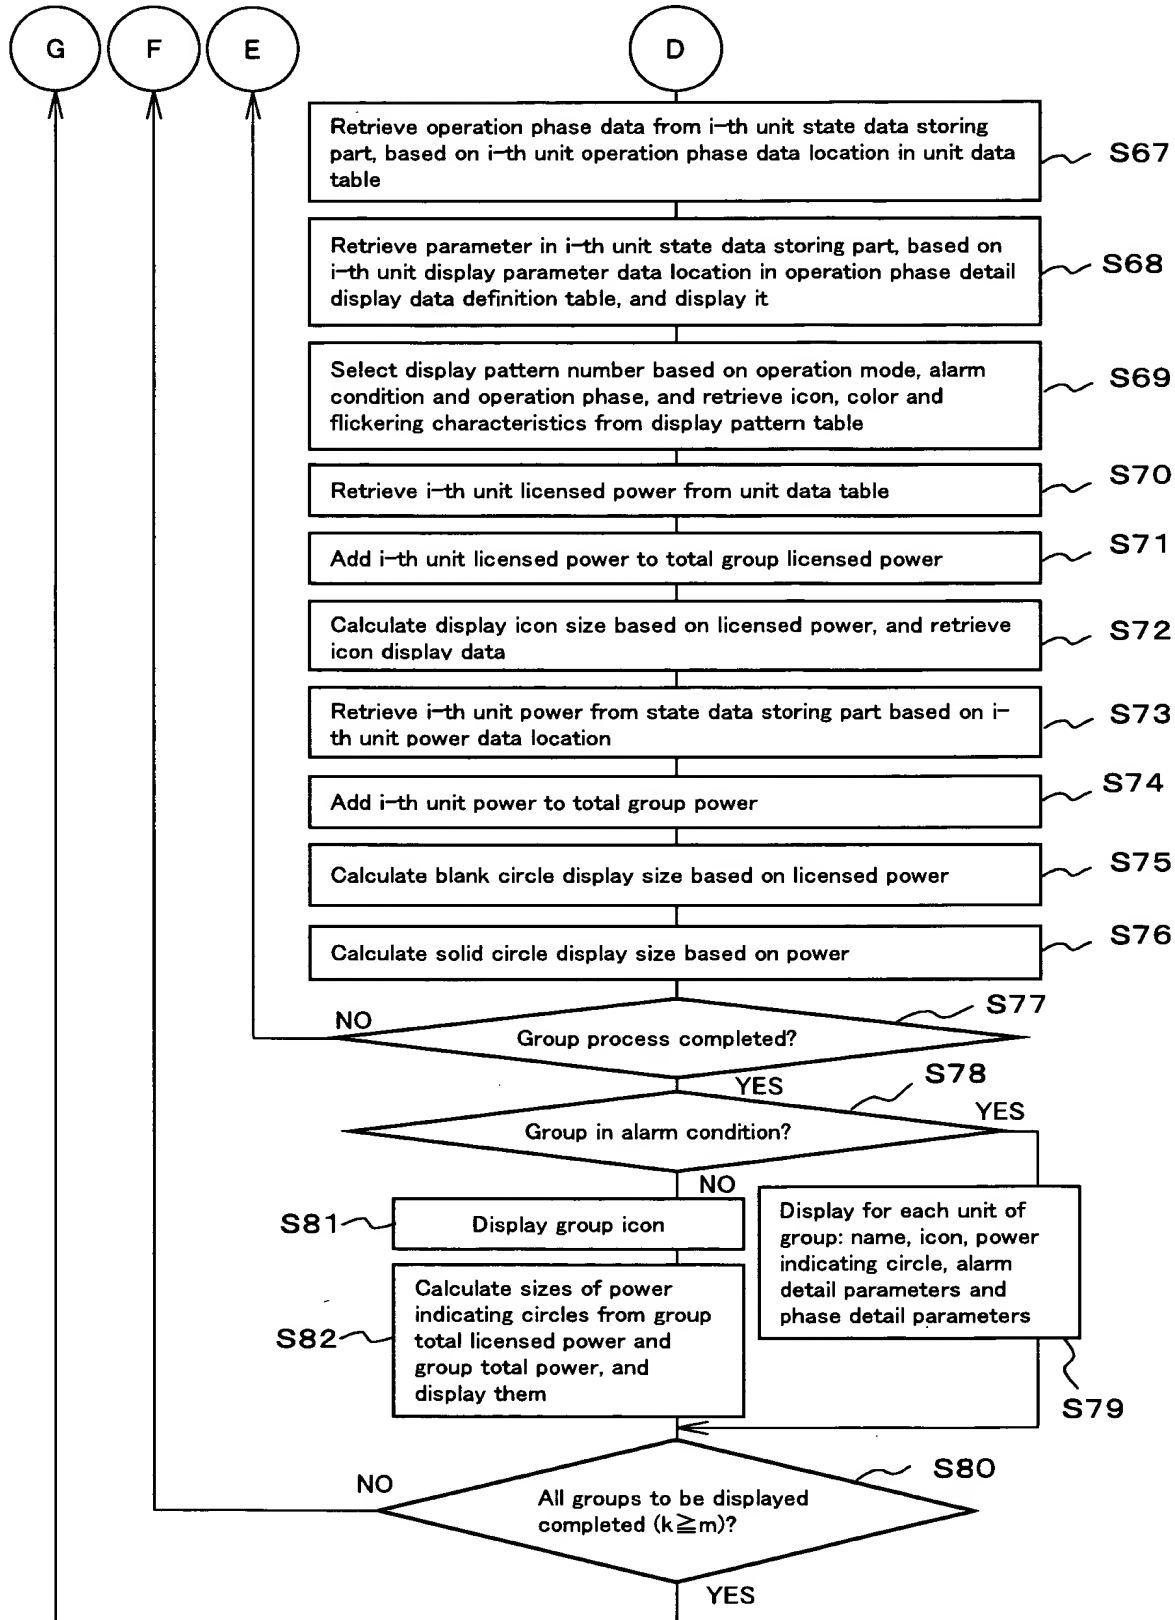 G
F
E
D
Retrieve operation phase data from i-th unit state data storing
part, based on i-th unit operation phase data location in unit data
table
S67
Retrieve parameter in i-th unit state data storing part, based on
i-th unit display parameter data location in operation phase detail
display data definition table, and display it
S68
Select display pattern number based on operation mode, alarm
condition and operation phase, and retrieve icon, color and
flickering characteristics from display pattern table
S69
Retrieve i-th unit licensed power from unit data table
S70
Add i-th unit licensed power to total group licensed power
S71
Calculate display icon size based on licensed power, and retrieve
icon display data
S72
Retrieve i-th unit power from state data storing part based on i-
th unit power data location
S73
Add i-th unit power to total group power
S74
Calculate blank circle display size based on licensed power
S75
Calculate solid circle display size based on power
S76
S77
NO
Group process completed?
YES
S78
YES
Group in alarm condition?
NO
S81
Display group icon
Display for each unit of
group: name, icon, power
indicating circle, alarm
detail parameters and
phase detail parameters
S79
Calculate sizes of power
indicating circles from group
total licensed power and
group total power, and
display them
S82
S80
NO
All groups to be displayed
completed (k≧m)?
YES